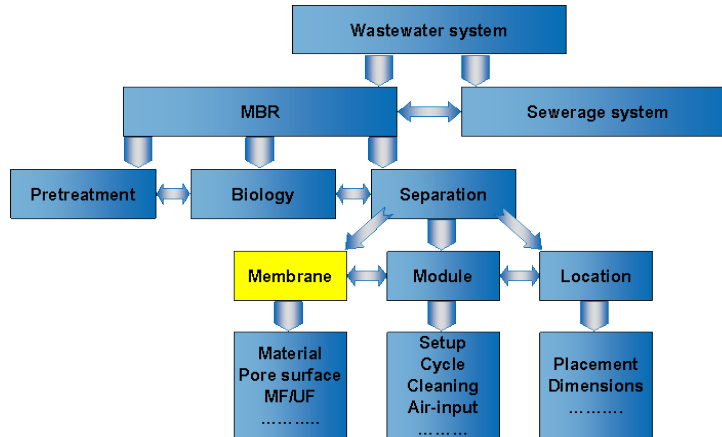 Wastewater system
MBR
Sewerage system
Pretreatment
Biology
Separation
Membrane
Module
Location
Material
Pore surface
MF/UF
………..
Setup
Cycle
Cleaning
Air-input
………
Placement
Dimensions
……….